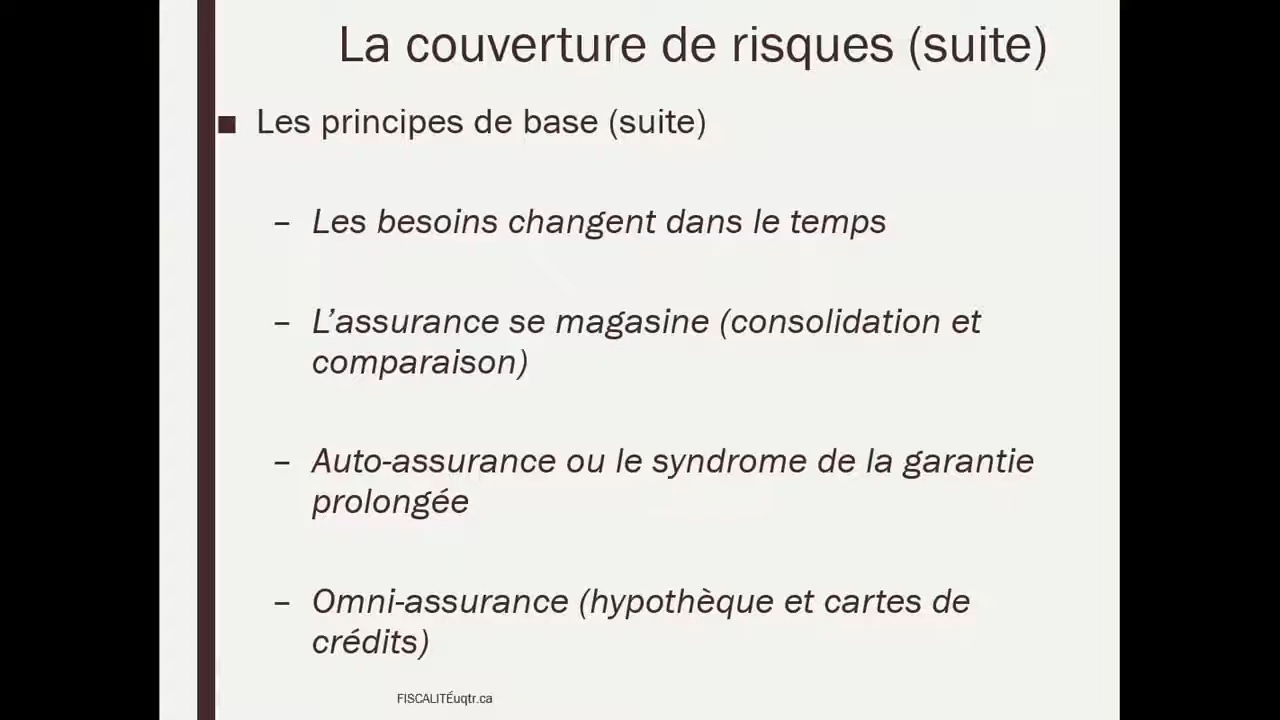 La couverture de risques (suite)
■ Les principes de base (suite)
– Les besoins changent dans le temps
– L’assurance se magasine (consolidation et
comparaison)
– Auto-assurance ou le syndrome de la garantie
prolongée
– Omni-assurance (hypothèque et cartes de
crédits)
FISCALITÉuqtr.ca